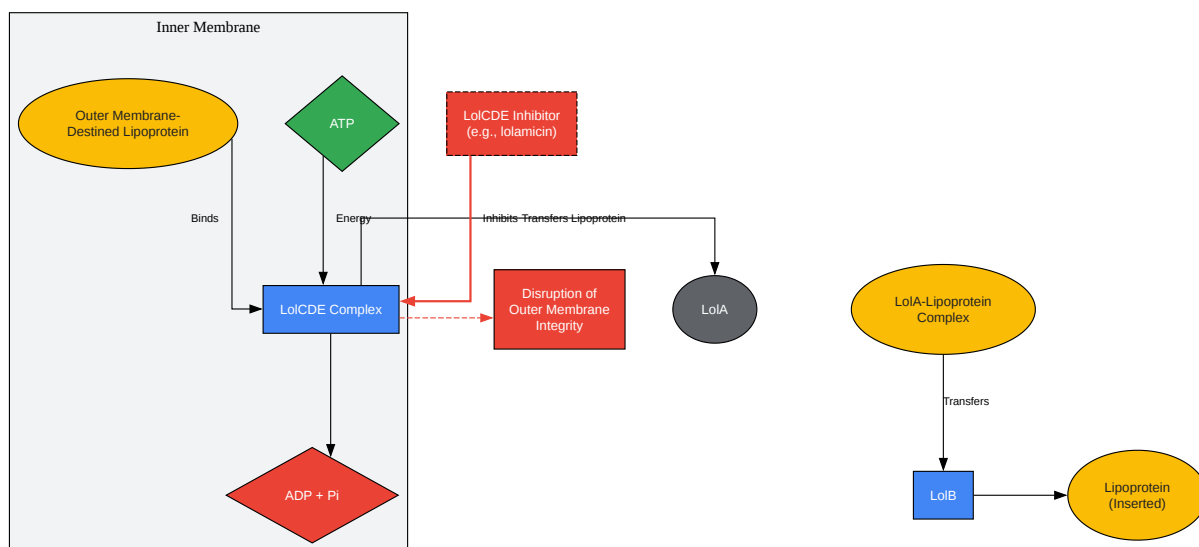 Inner Membrane
Outer Membrane-
Destined Lipoprotein
ATP
LolCDE Inhibitor
(e.g., lolamicin)
Binds
Energy
Inhibits
Transfers Lipoprotein
LolCDE Complex
Disruption of
Outer Membrane
Integrity
LolA
LolA-Lipoprotein
Complex
Transfers
ADP + Pi
LolB
Lipoprotein
(Inserted)